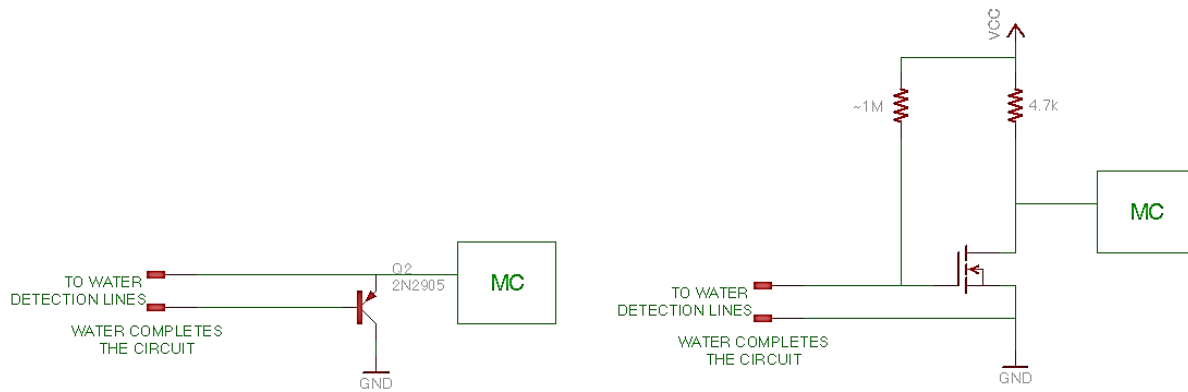 Q2
2N2905
MC
TO WATER
DETECTION LINES
WATER COMPLETES
THE CIRCUIT
GND
VCC
~1M
4.7k
MC
TO WATER
DETECTION LINES
WATER COMPLETES
THE CIRCUIT
GND